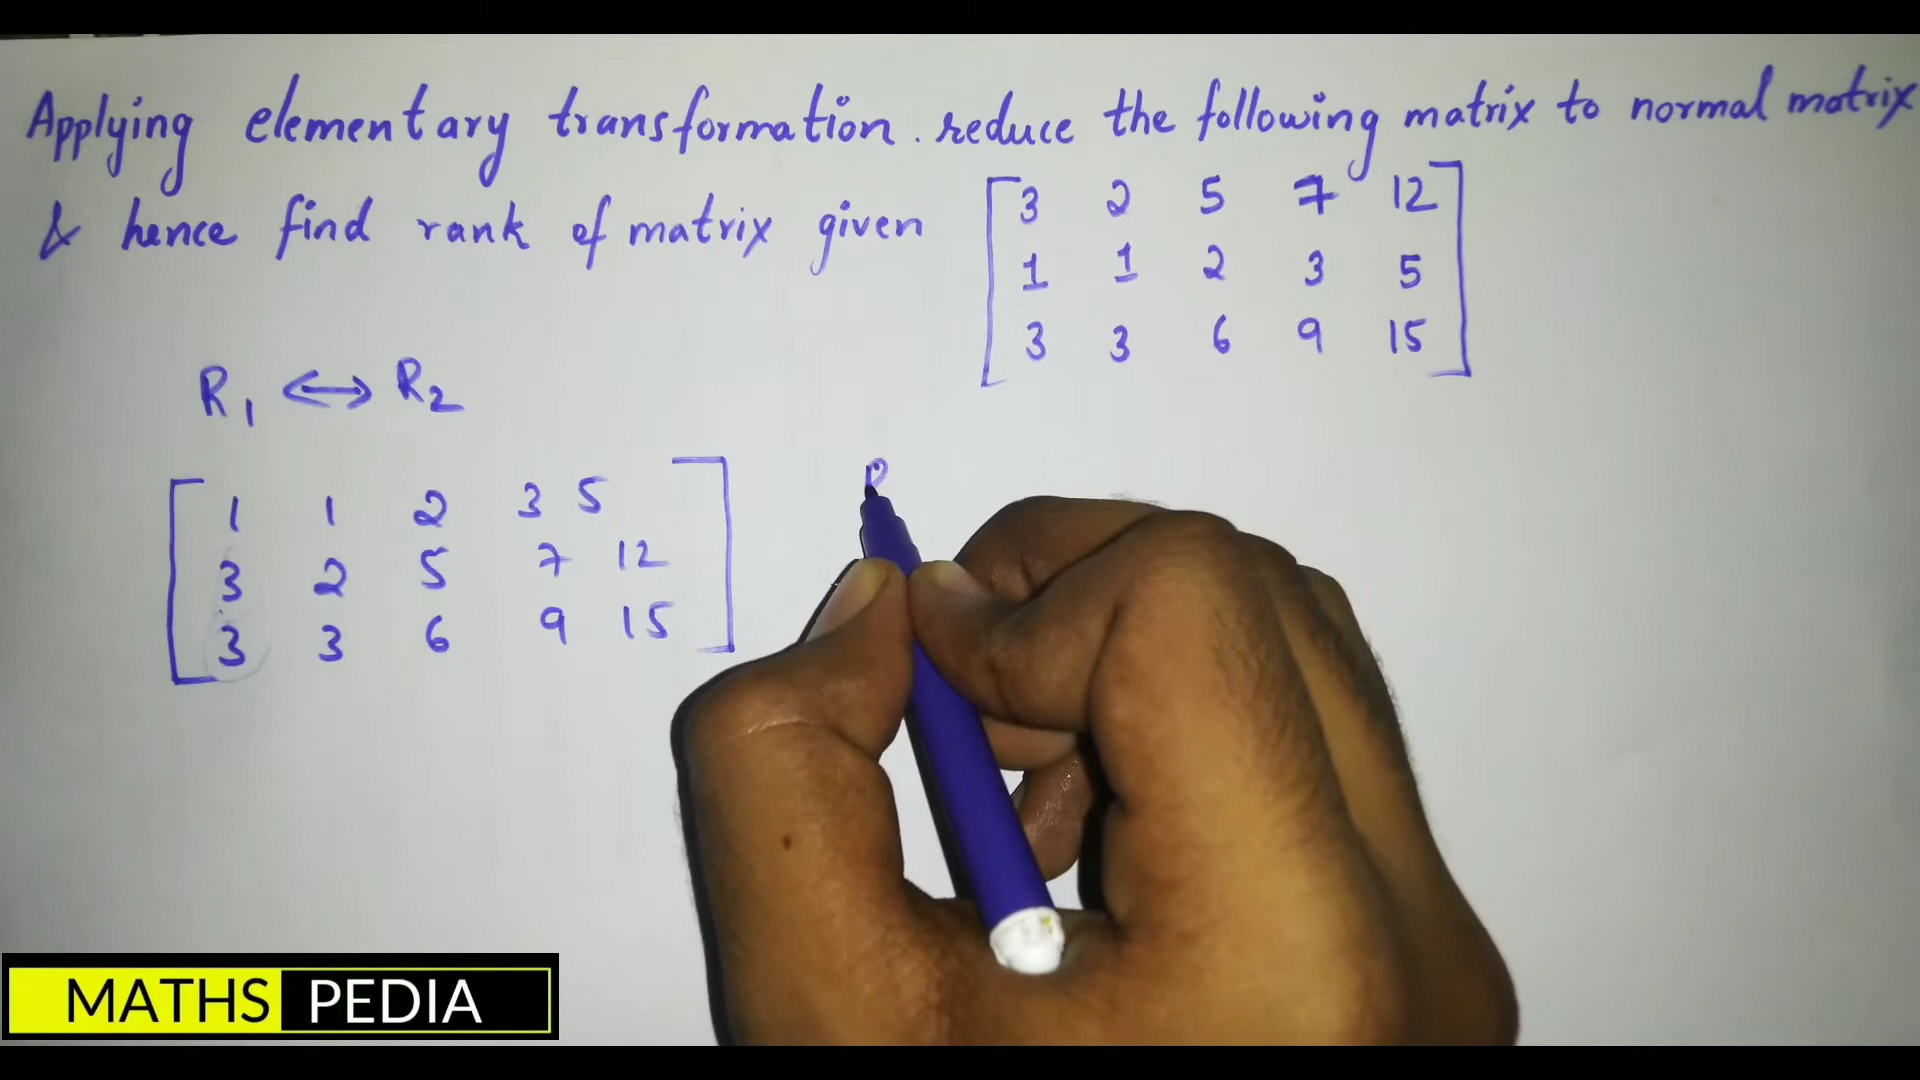 Applying elementary transformation. reduce the following matrix to normal matrix
& hence find rank of matrix given
3 2 5 7 12
1 1 2 3 5
3 3 6 9 15
R1 ↔ R2
1 1 2 3 5
3 2 5 7 12
3 3 6 9 15
MATHS PEDIA